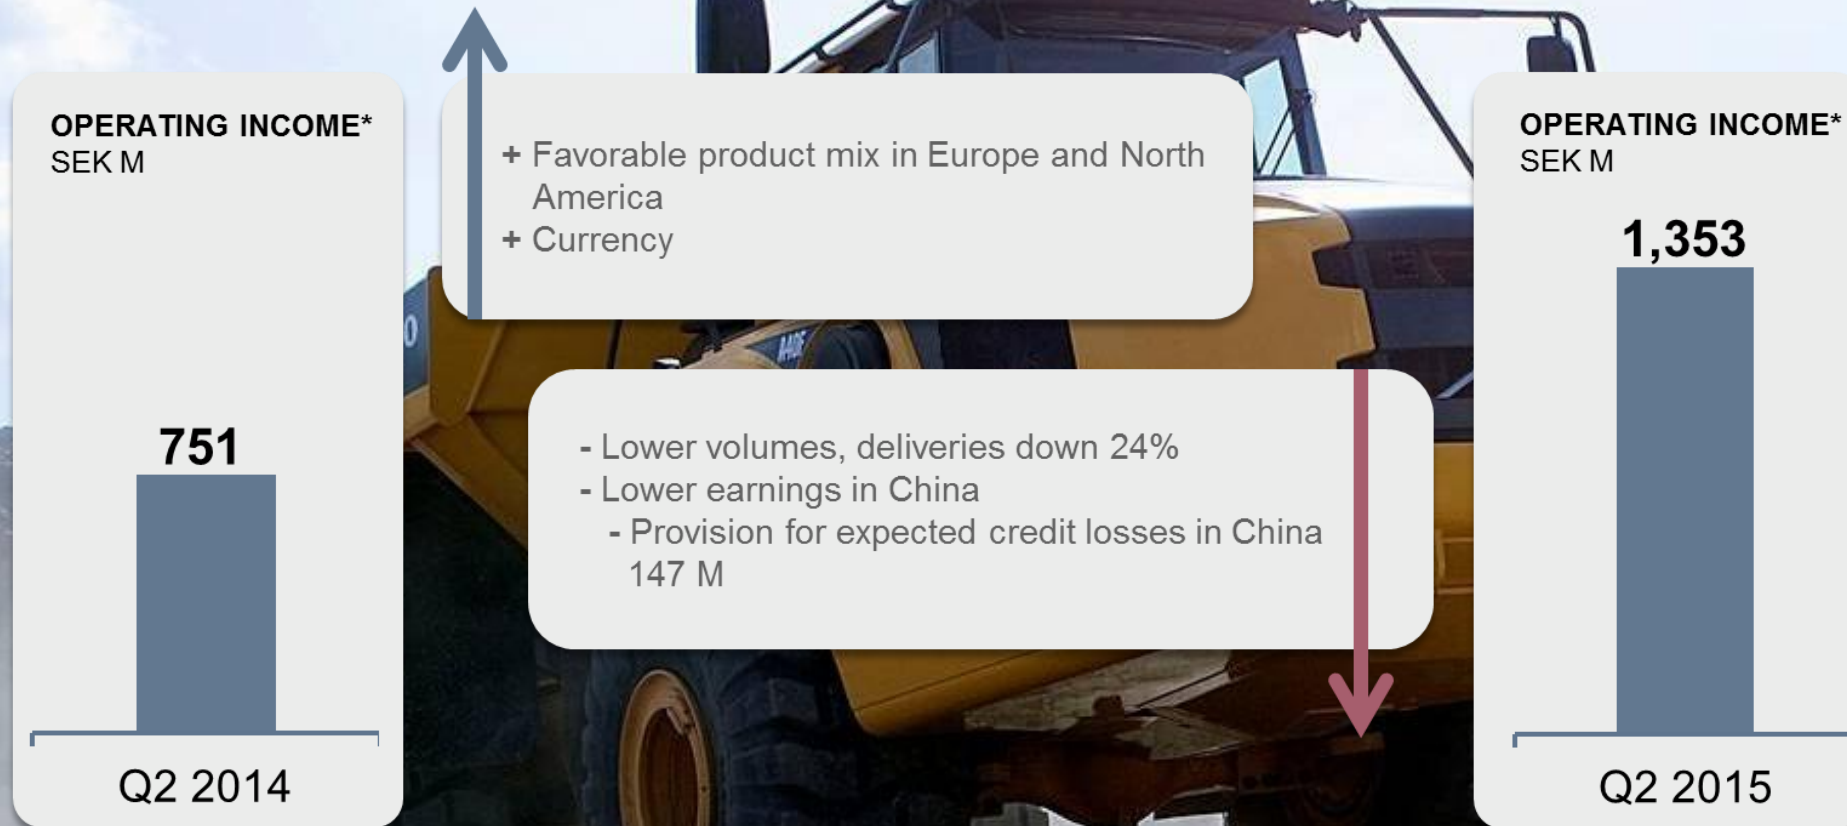 OPERATING INCOME*
SEK M
751
Q2 2014
+ Favorable product mix in Europe and North
America
+ Currency
- Lower volumes, deliveries down 24%
- Lower earnings in China
- Provision for expected credit losses in China
147 M
OPERATING INCOME*
SEK M
1,353
Q2 2015
A40F